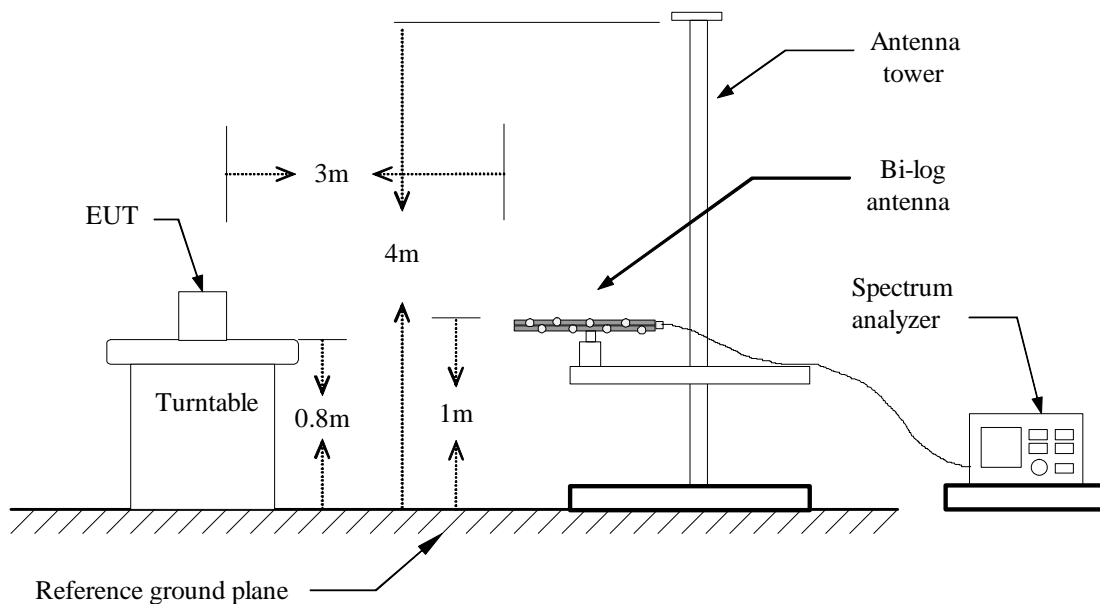 Antenna
tower
3m
Bi-log
antenna
EUT
4m
Spectrum
analyzer
Turntable
0.8m
1m
Reference ground plane